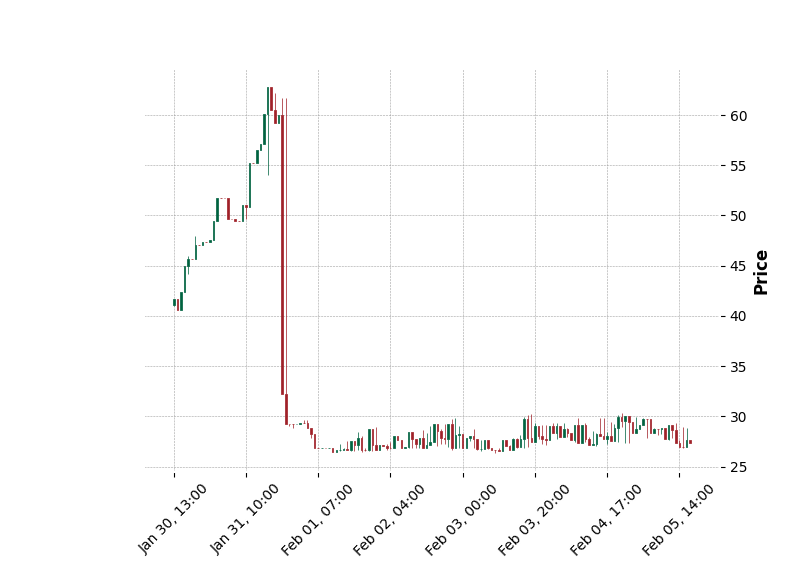 60
55
50
45
40
35
30
25
Price
Jan 30, 13:00
Jan 31, 10:00
Feb 01, 07:00
Feb 02, 04:00
Feb 03, 00:00
Feb 03, 20:00
Feb 04, 17:00
Feb 05, 14:00